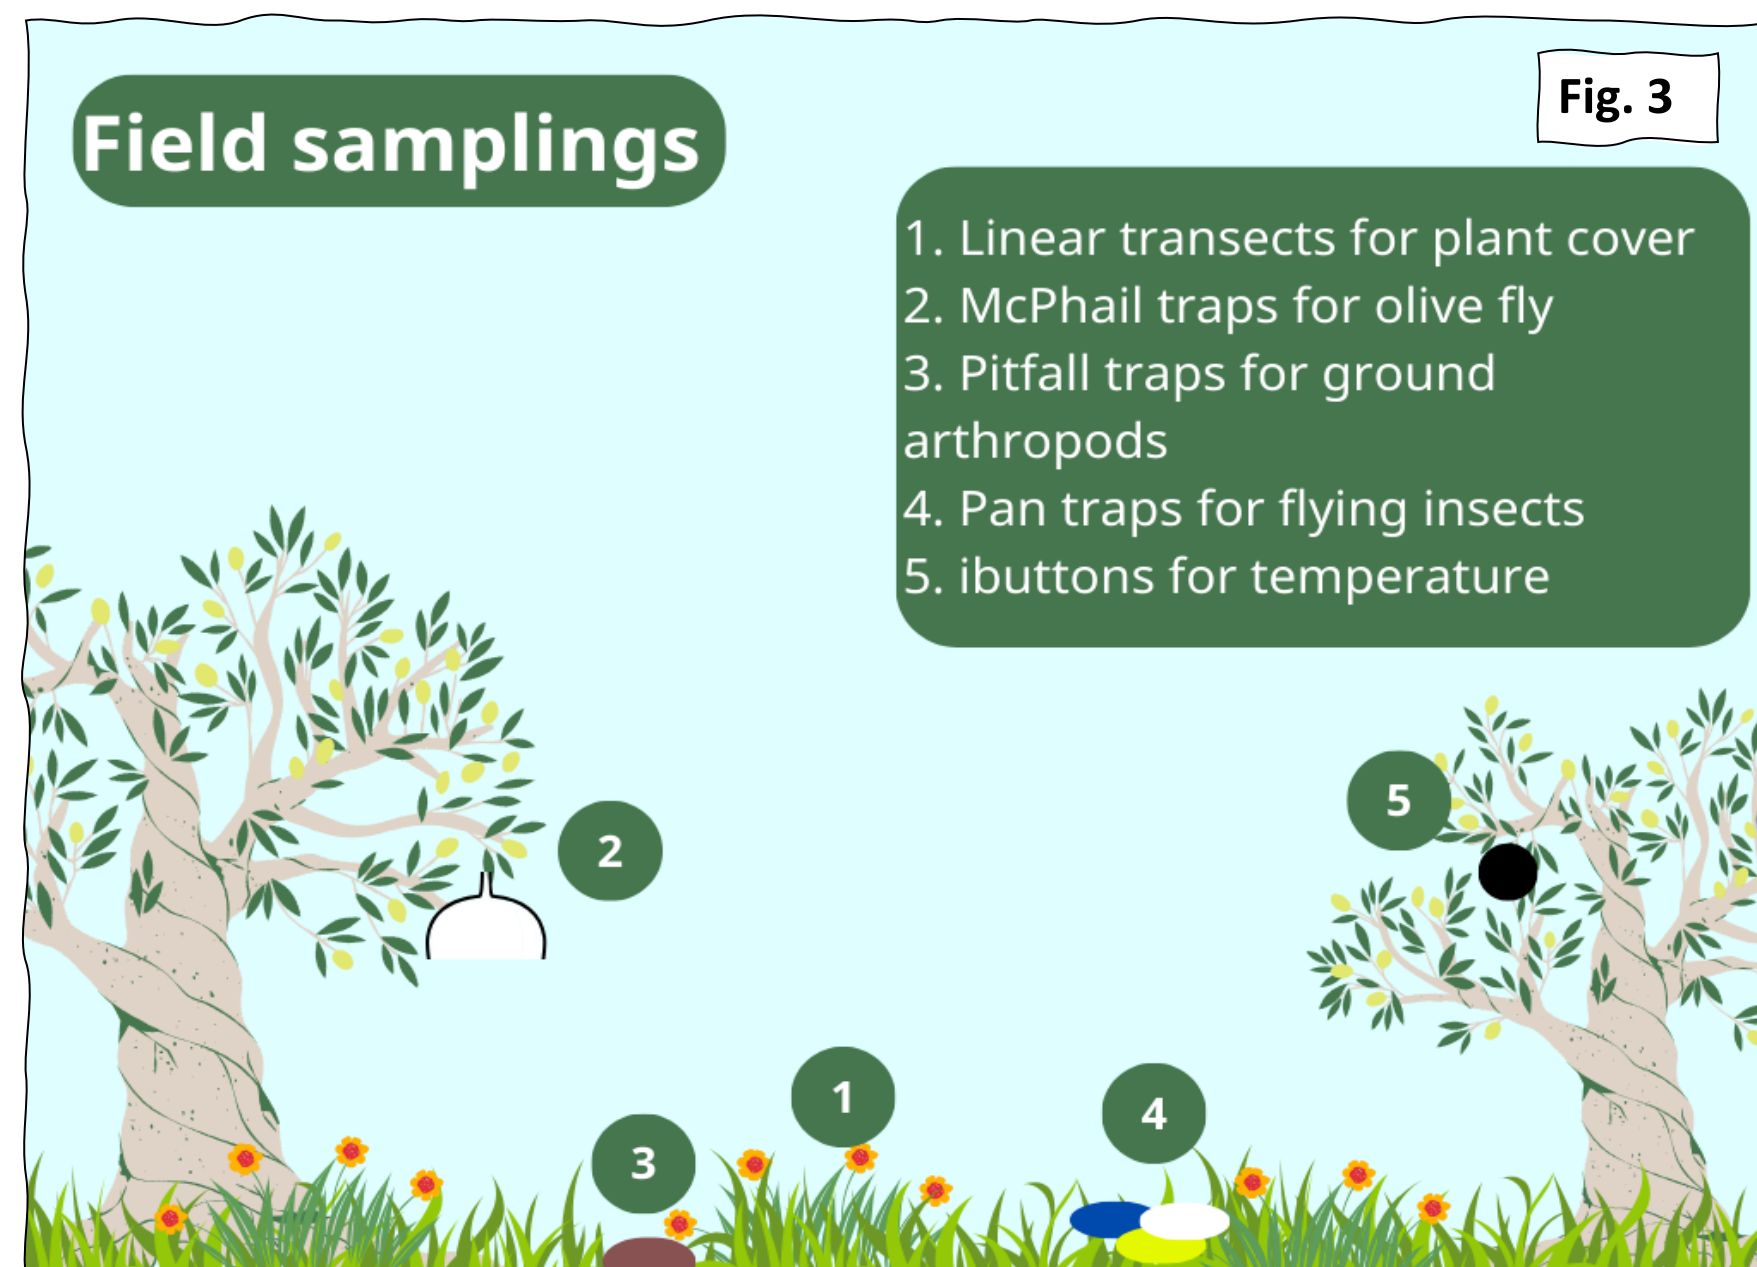 Field samplings
Fig. 3
1. Linear transects for plant cover
2. McPhail traps for olive fly
3. Pitfall traps for ground
arthropods
4. Pan traps for flying insects
5. ibuttons for temperature
5
2
1
4
3